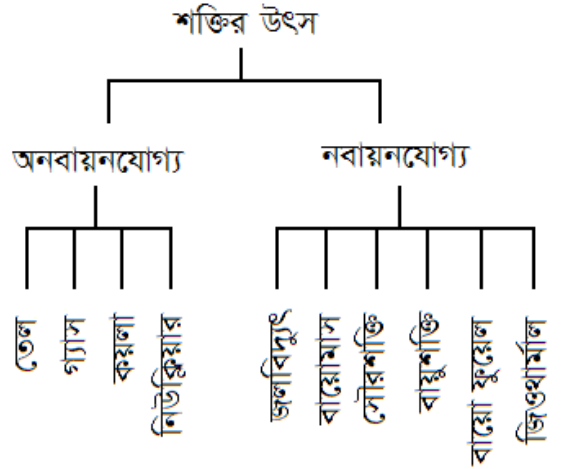 শক্তির উৎস
অনবায়নযোগ্য
নবায়নযোগ্য
তেল
গ্যাস
কয়লা
নিউক্লিয়ার
জলবিদ্যুৎ
বায়োমাস
সৌরশক্তি
বায়ুশক্তি
বায়ো ফুয়েল
জিওথার্মাল